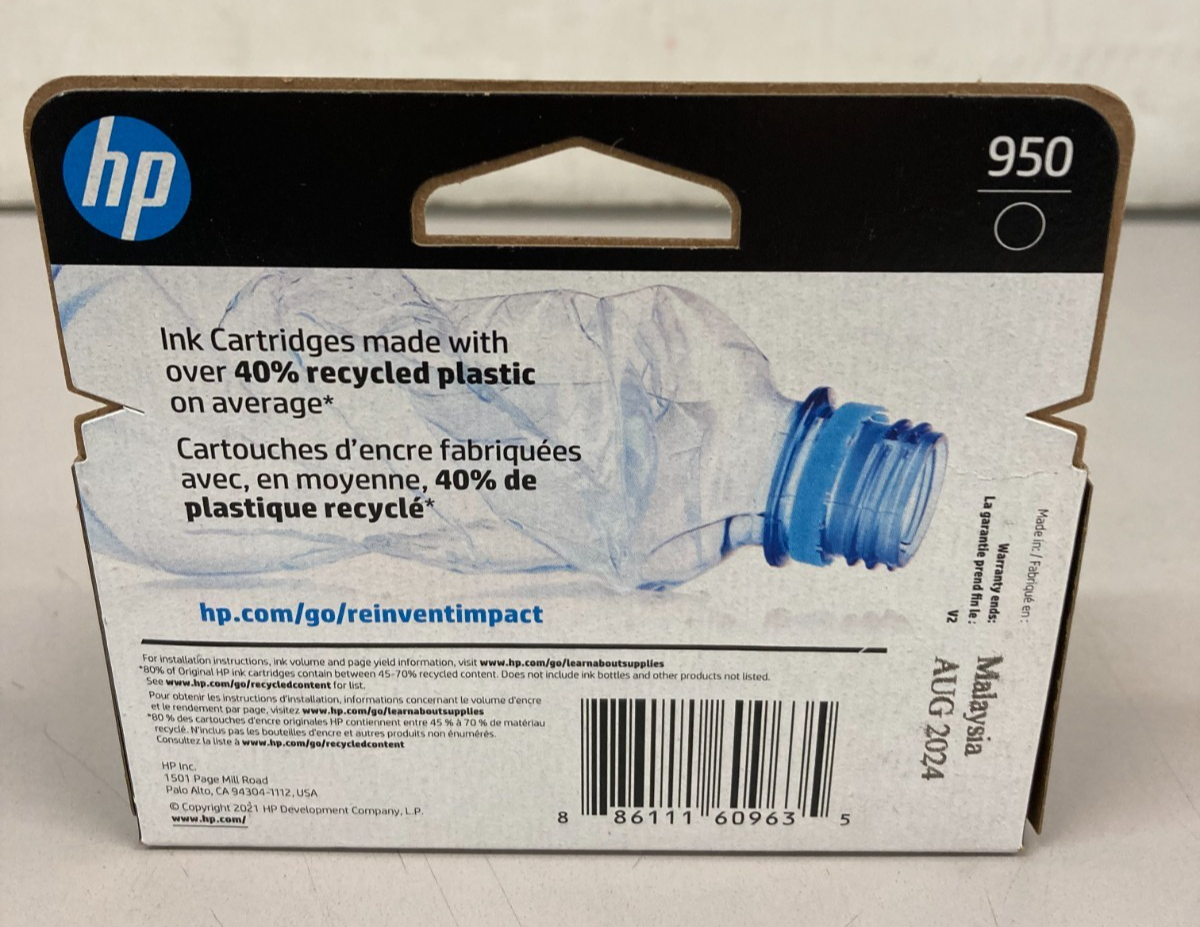 hp
950
Ink Cartridges made with
over 40% recycled plastic
on average*
Cartouches d'encre fabriquées
avec, en moyenne, 40% de
plastique recyclé*
hp.com/go/reinventimpact
Made in: / Fabriqué en :
Malaysia
Warranty ends:
La garantie prend fin le :
AUG 2024
V2
For installation instructions, ink volume and page yield information, visit www.hp.com/go/learnaboutsupplies
*80% of Original HP ink cartridges contain between 45-70% recycled content. Does not include ink bottles and other products not listed.
See www.hp.com/go/recycledcontent for list.
Pour obtenir les instructions d'installation, informations concernant le volume d'encre
et le rendement par page, visitez www.hp.com/go/learnaboutsupplies
*80 % des cartouches d'encre originales HP contiennent entre 45 % à 70 % de matériau
recyclé. N'inclus pas les bouteilles d'encre et autres produits non énumérés.
Consultez la liste à www.hp.com/go/recycledcontent
HP Inc.
1501 Page Mill Road
Palo Alto, CA 94304-1112, USA
© Copyright 2021 HP Development Company, L.P.
www.hp.com/
8 86111 60963 5